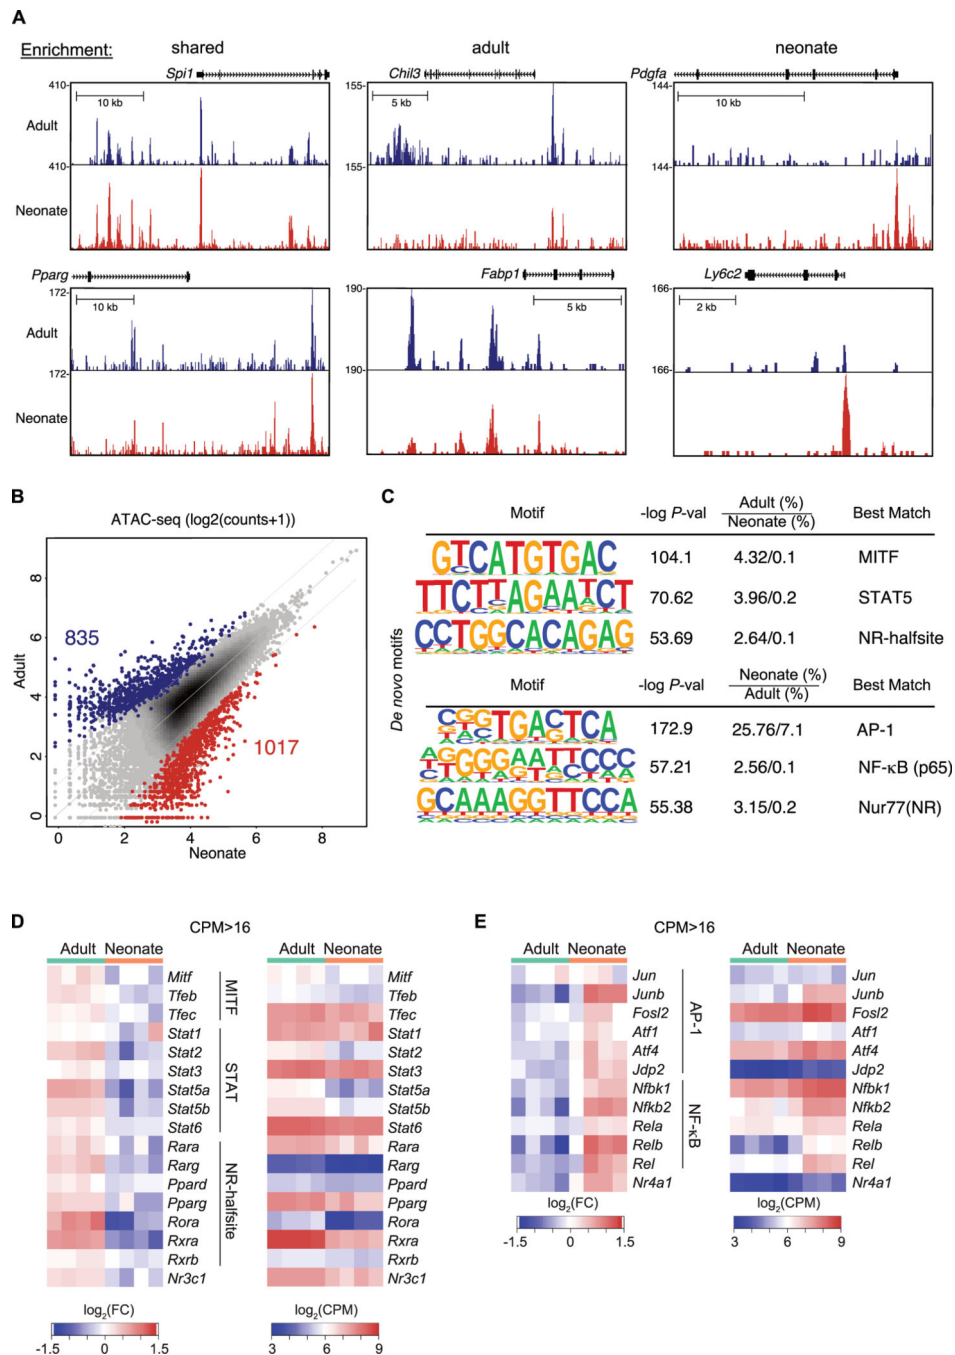 A
Enrichment: shared adult neonate
Spi1 Chil3 Pdgfa
410- 155- 144-
10 kb 5 kb 10 kb
Adult
410- 155- 144-
Neonate
Pparg Fabp1 Ly6c2
172- 190- 166-
10 kb 5 kb 2 kb
Adult
172- 190- 166-
Neonate
B
ATAC-seq (log2(counts+1))
835
1017
Adult
8
6
4
2
0
0 2 4 6 8
Neonate
C
De novo motifs
Motif -log P-val Adult (%) Best Match
Neonate (%)
GTCATGTGAC 104.1 4.32/0.1 MITF
TTCTTAGAATCT 70.62 3.96/0.2 STAT5
CCTGGCACAGAG 53.69 2.64/0.1 NR-halfsite
Motif -log P-val Neonate (%) Best Match
Adult (%)
CGGTGACTCA 172.9 25.76/7.1 AP-1
AGGGGAATTCCCC 57.21 2.56/0.1 NF-κB (p65)
GCAAAGGTTCCA 55.38 3.15/0.2 Nur77(NR)
D
CPM>16
Adult Neonate Adult Neonate
Mitf Mitf
Tfeb Tfeb
Tfec Tfec
Stat1 Stat1
Stat2 Stat2
Stat3 Stat3
Stat5a Stat5a
Stat5b Stat5b
Stat6 Stat6
Rara Rara
Rarg Rarg
Ppard Ppard
Pparg Pparg
Rora Rora
Rxra Rxra
Rxrb Rxrb
Nr3c1 Nr3c1
MITF
STAT
NR-halfsite
log2(FC) log2(CPM)
-1.5 0 1.5 3 6 9
E
CPM>16
Adult Neonate Adult Neonate
Jun Jun
Junb Junb
Fosl2 Fosl2
Atf1 Atf1
Atf4 Atf4
Jdp2 Jdp2
Nfbk1 Nfbk1
Nfkb2 Nfkb2
Rela Rela
Relb Relb
Rel Rel
Nr4a1 Nr4a1
AP-1
NF-κB
log2(FC) log2(CPM)
-1.5 0 1.5 3 6 9